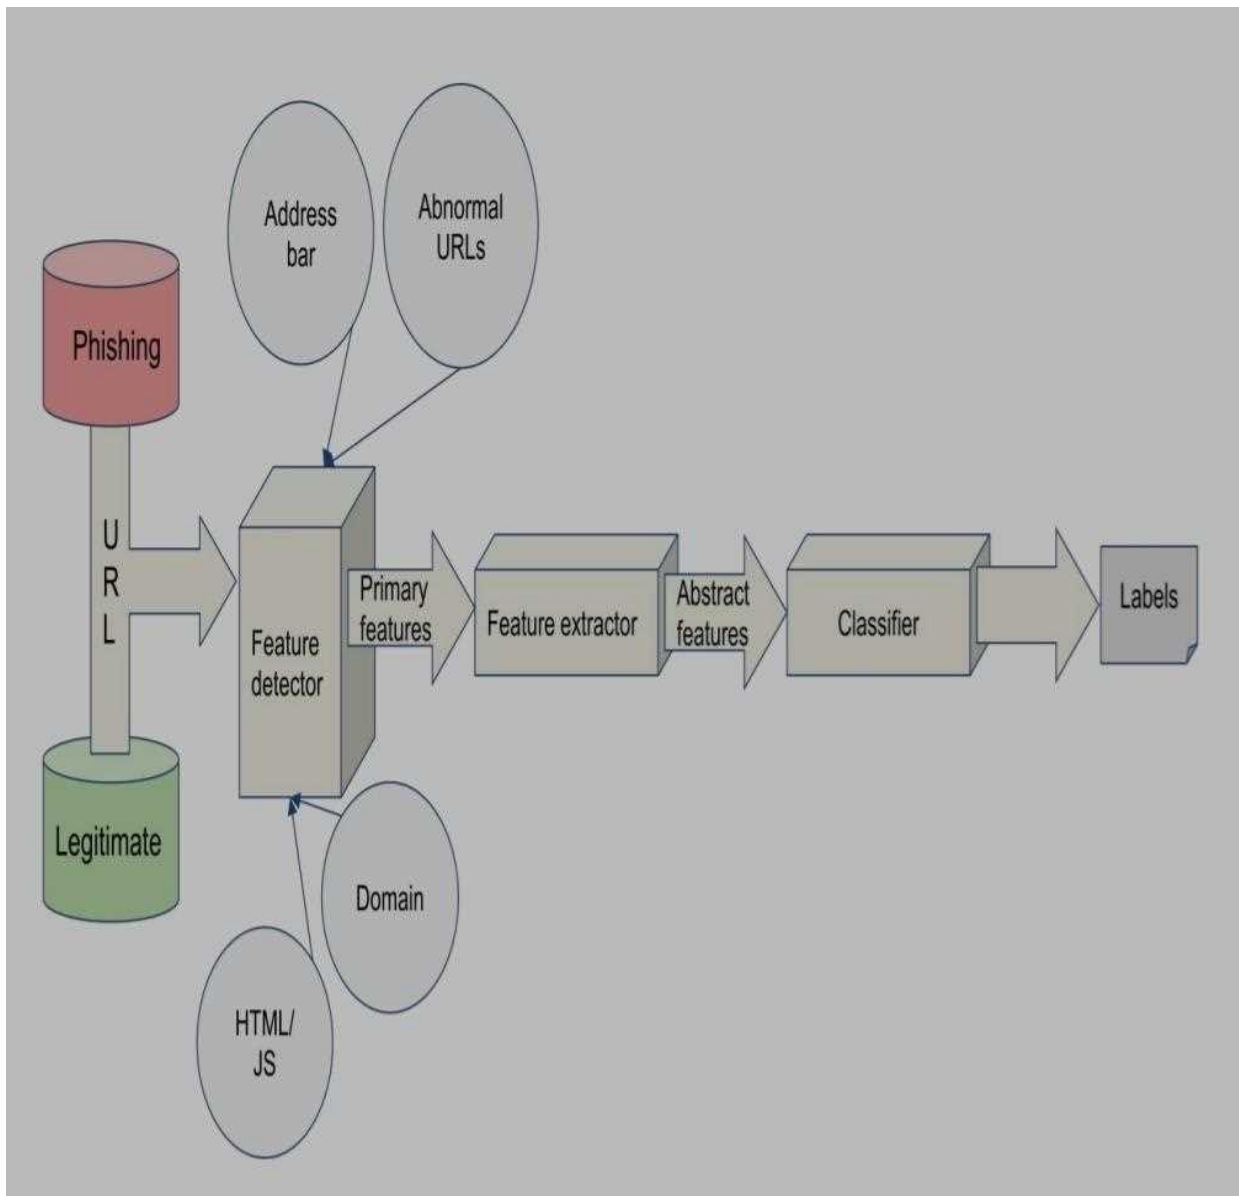 Address
bar
Abnormal
URLs
Phishing
U
R
L
Feature
detector
Primary
features
Feature extractor
Abstract
features
Classifier
Labels
Legitimate
Domain
HTML/
JS